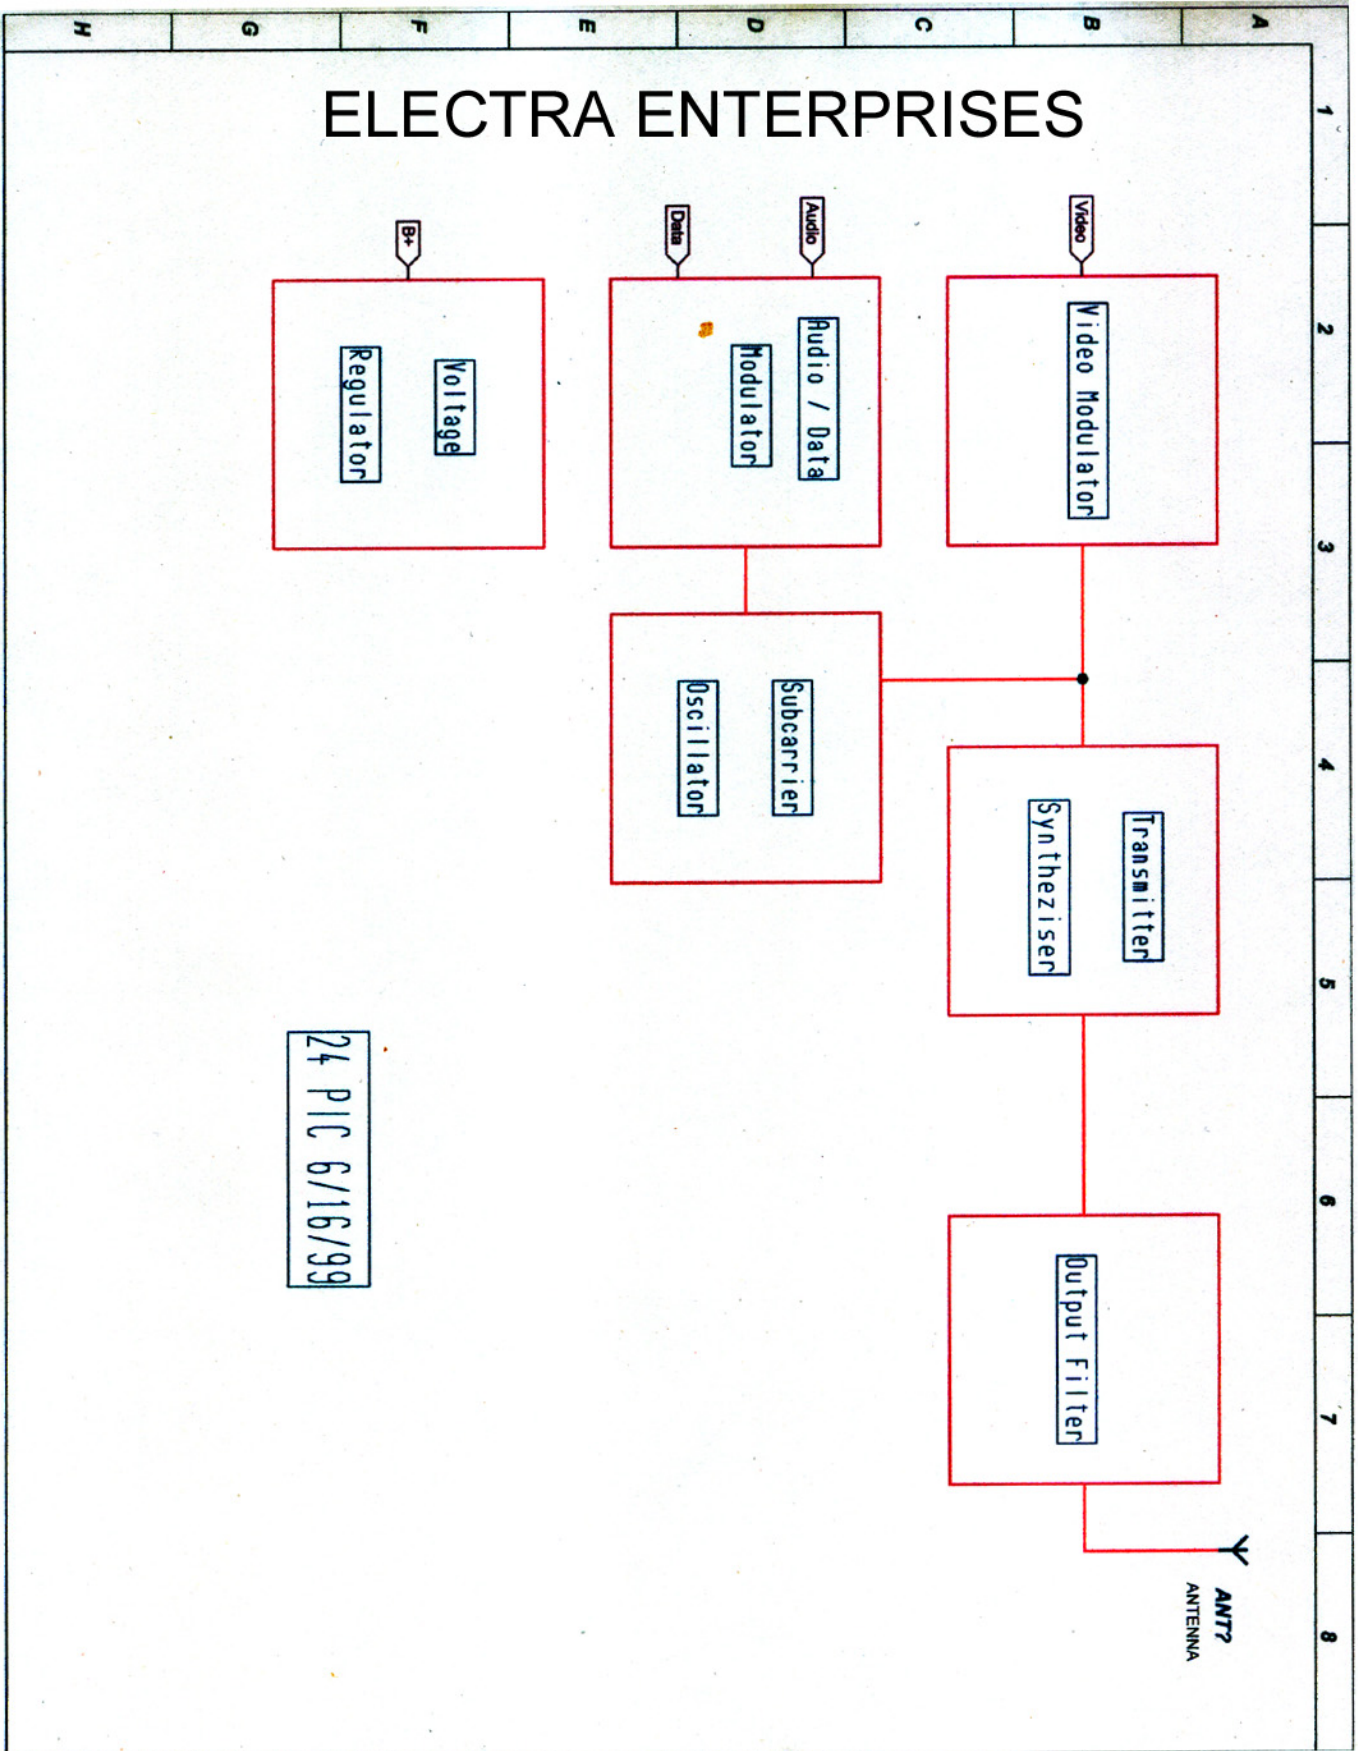 ELECTRA ENTERPRISES
1
2
3
4
5
6
7
8
A
B
C
D
E
F
G
H
Video
Video Modulator
Transmitter
Syntheziser
Output Filter
ANT?
ANTENNA
Audio
Data
Audio / Data
Modulator
Subcarrier
Oscillator
B+
Voltage
Regulator
24 PIC 6/16/99